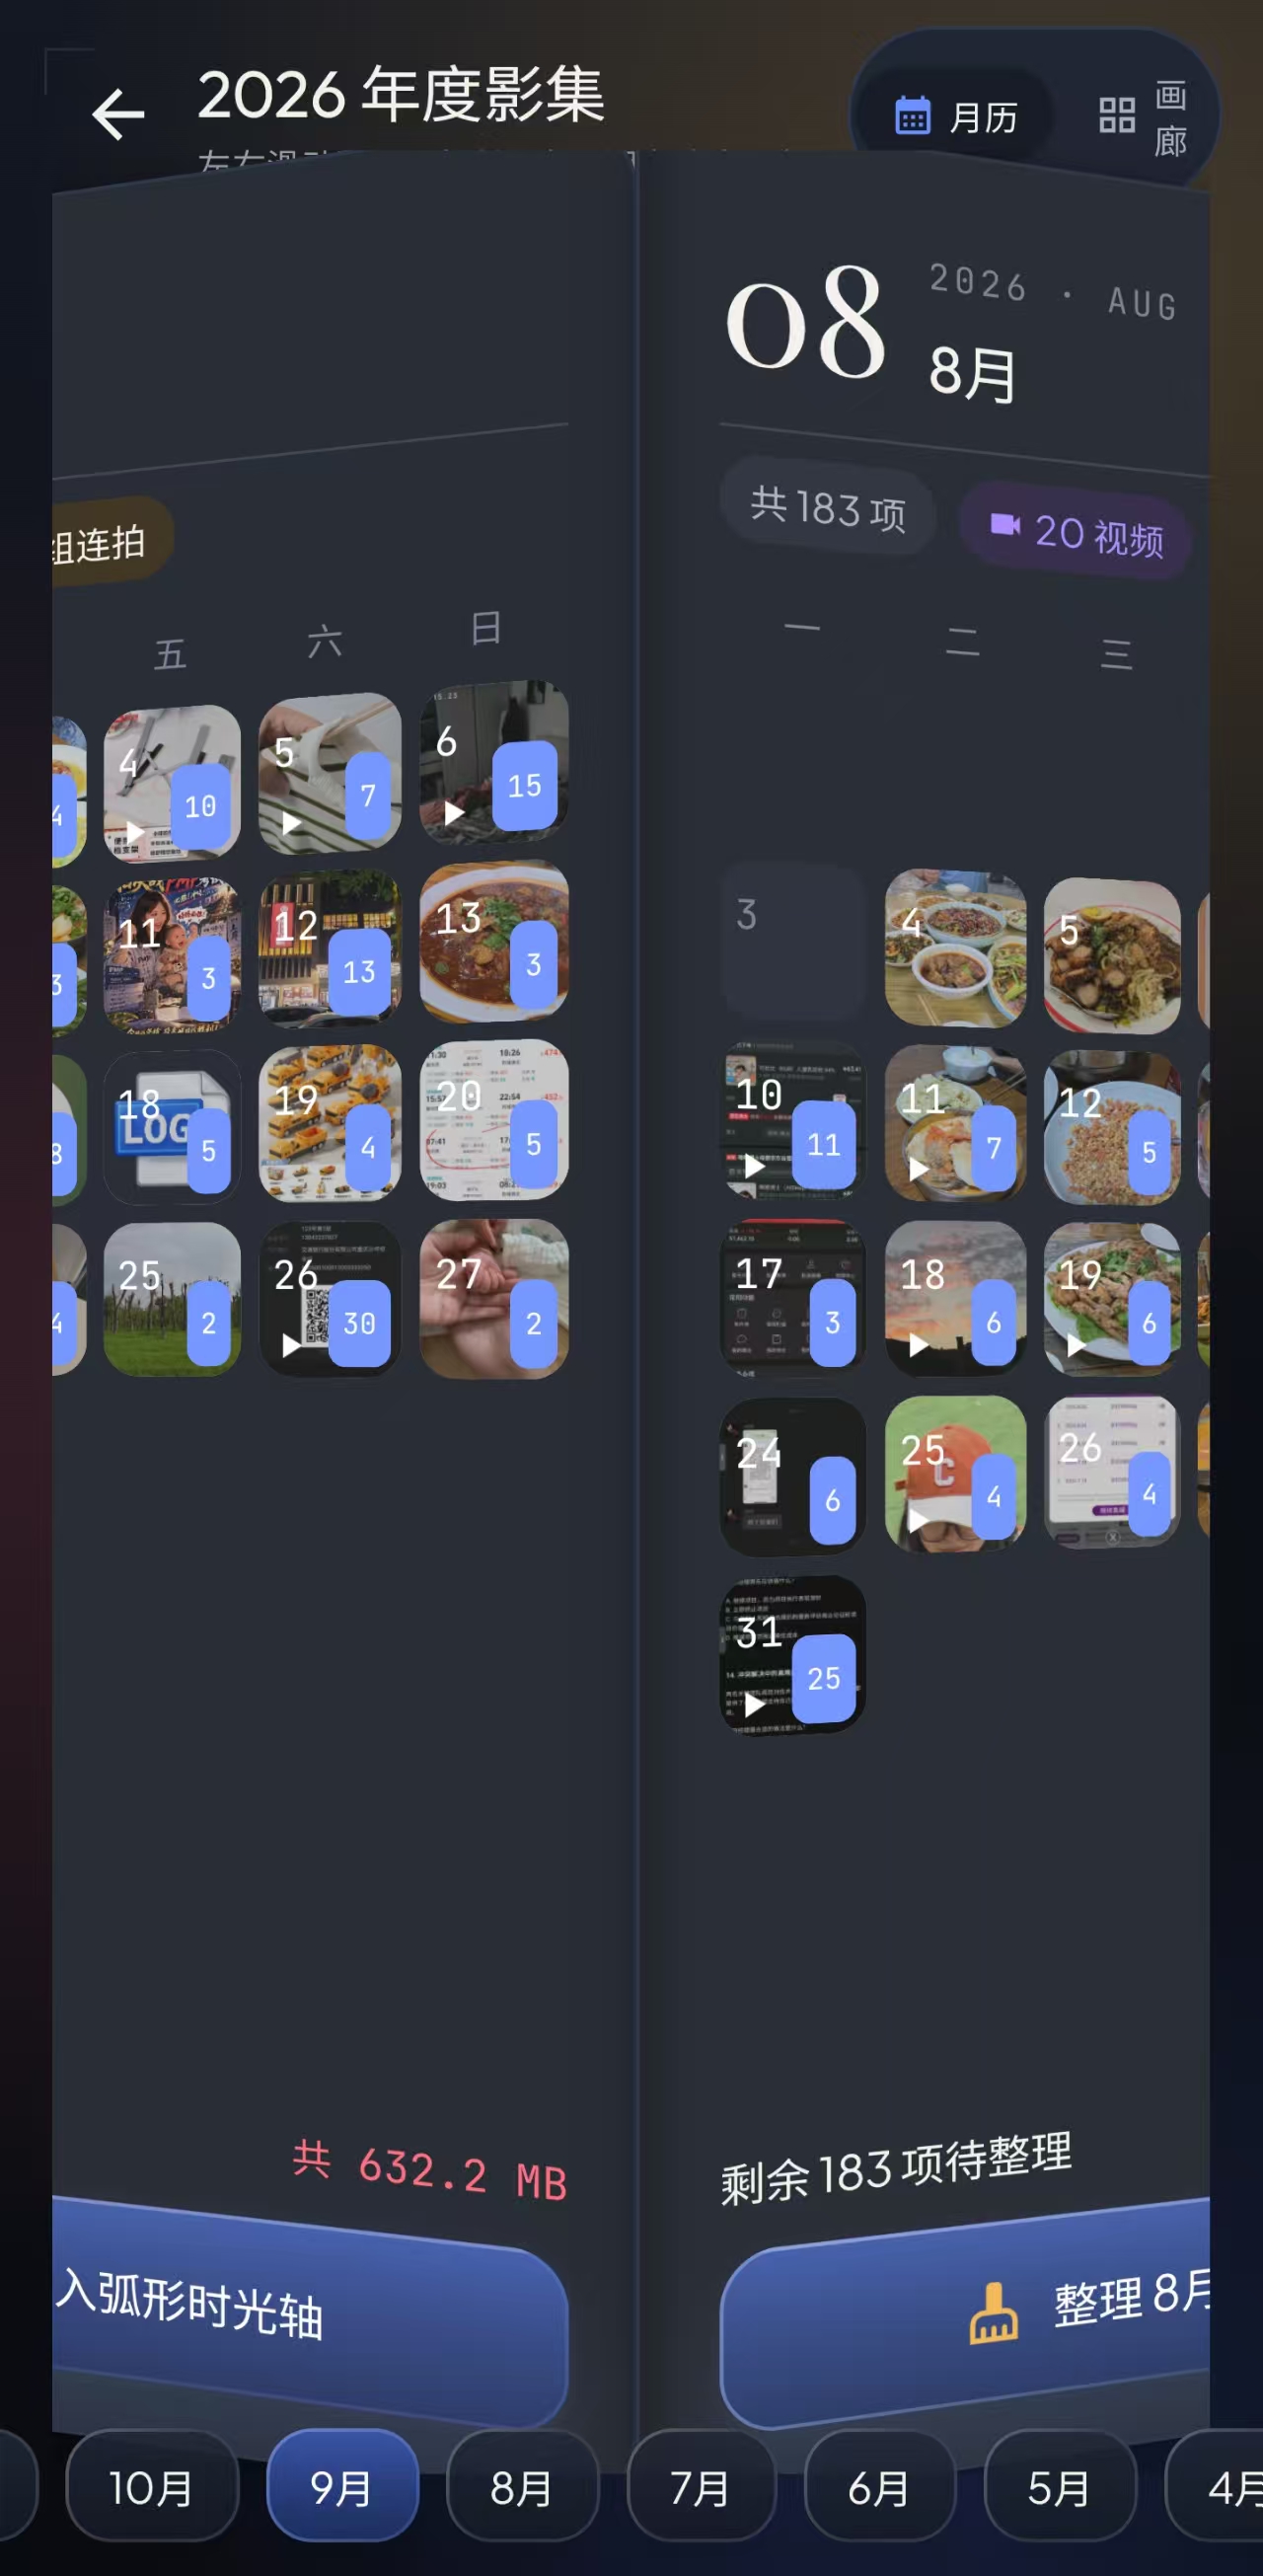 2026 年度影集
月历
画廊
组连拍
五 六 日
4 10 5 7 6 15
11 3 12 13 13 3
18 LOG 5 19 4 20 5
25 2 26 30 27 2
共 632.2 MB
入弧形时光轴
08
2026 · AUG
8月
共 183 项
20 视频
一 二 三
3 4 5
10 11 11 7 12 5
17 3 18 6 19 6
24 6 25 C 4 26 4
31 25
剩余 183 项待整理
整理 8月
10月 9月 8月 7月 6月 5月 4月